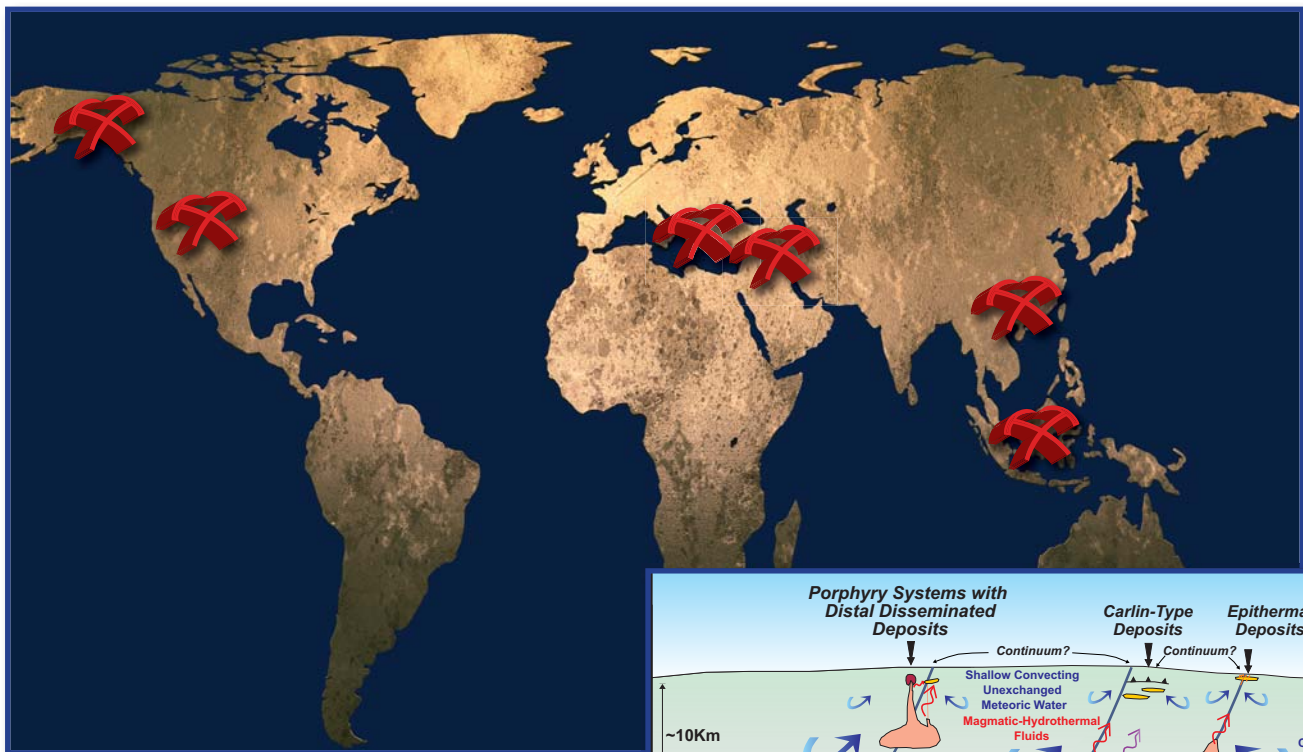 Porphyry Systems with
Distal Disseminated
Deposits
Carlin-Type
Deposits
Deposits
Continuum?
Continuum?
Shallow Convecting
Unexchanged
Meteoric Water
Magmatic-Hydrothermal
Fluids
~10Km